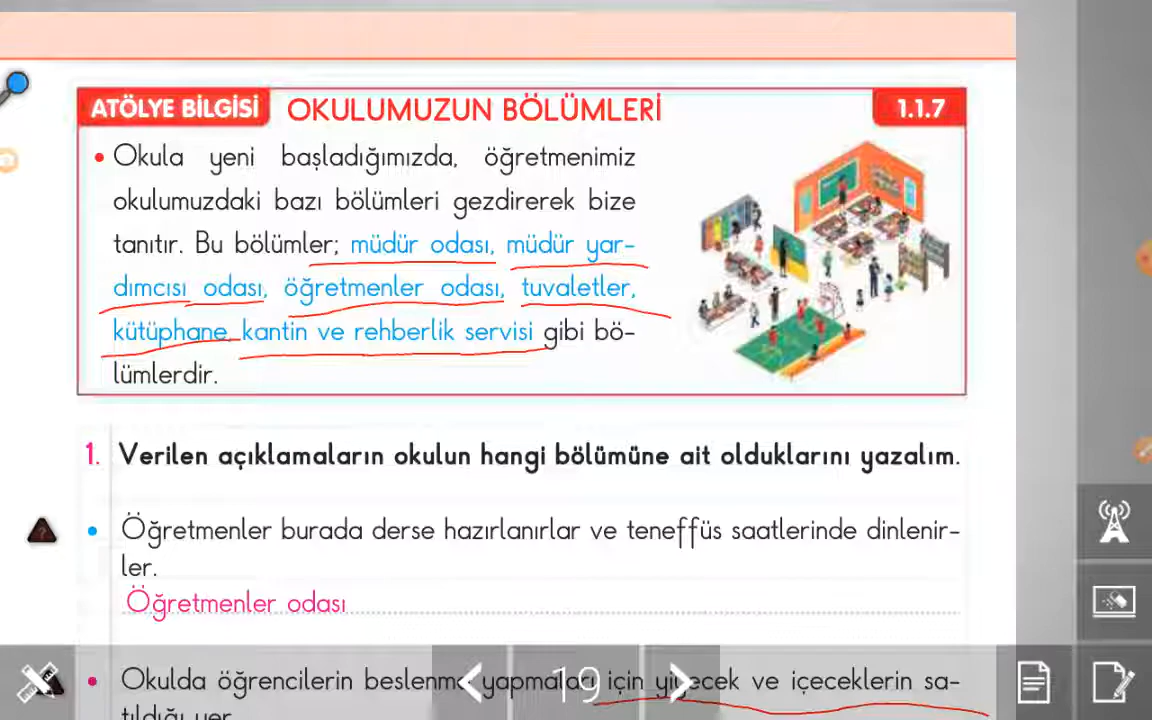 ATÖLYE BİLGİSİ OKULUMUZUN BÖLÜMLERİ 1.1.7
• Okula yeni başladığımızda, öğretmenimiz
okulumuzdaki bazı bölümleri gezdirerek bize
tanıtır. Bu bölümler; müdür odası, müdür yar-
dımcısı odası, öğretmenler odası, tuvaletler,
kütüphane kantin ve rehberlik servisi gibi bö-
lümlerdir.
1. Verilen açıklamaların okulun hangi bölümüne ait olduklarını yazalım.
• Öğretmenler burada derse hazırlanırlar ve teneffüs saatlerinde dinlenir-
ler.
Öğretmenler odası
• Okulda öğrencilerin beslenme yapmaları için yiyecek ve içeceklerin sa-
tıldığı yer.
19